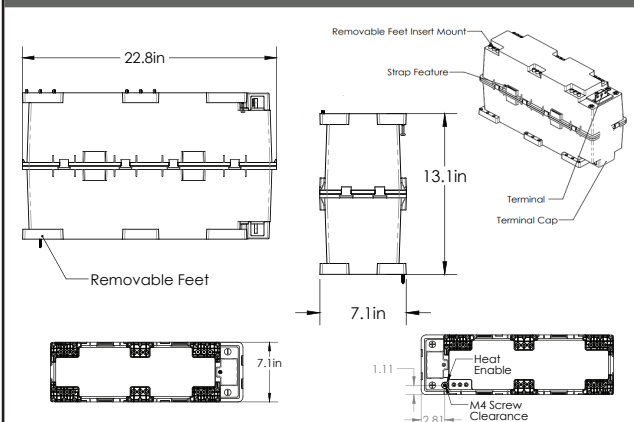 Removable Feet Insert Mount
22.8in
Strap Feature
13.1in
Terminal
Terminal Cap
Removable Feet
7.1in
7.1in
Heat
Enable
1.11
M4 Screw
Clearance
2.81